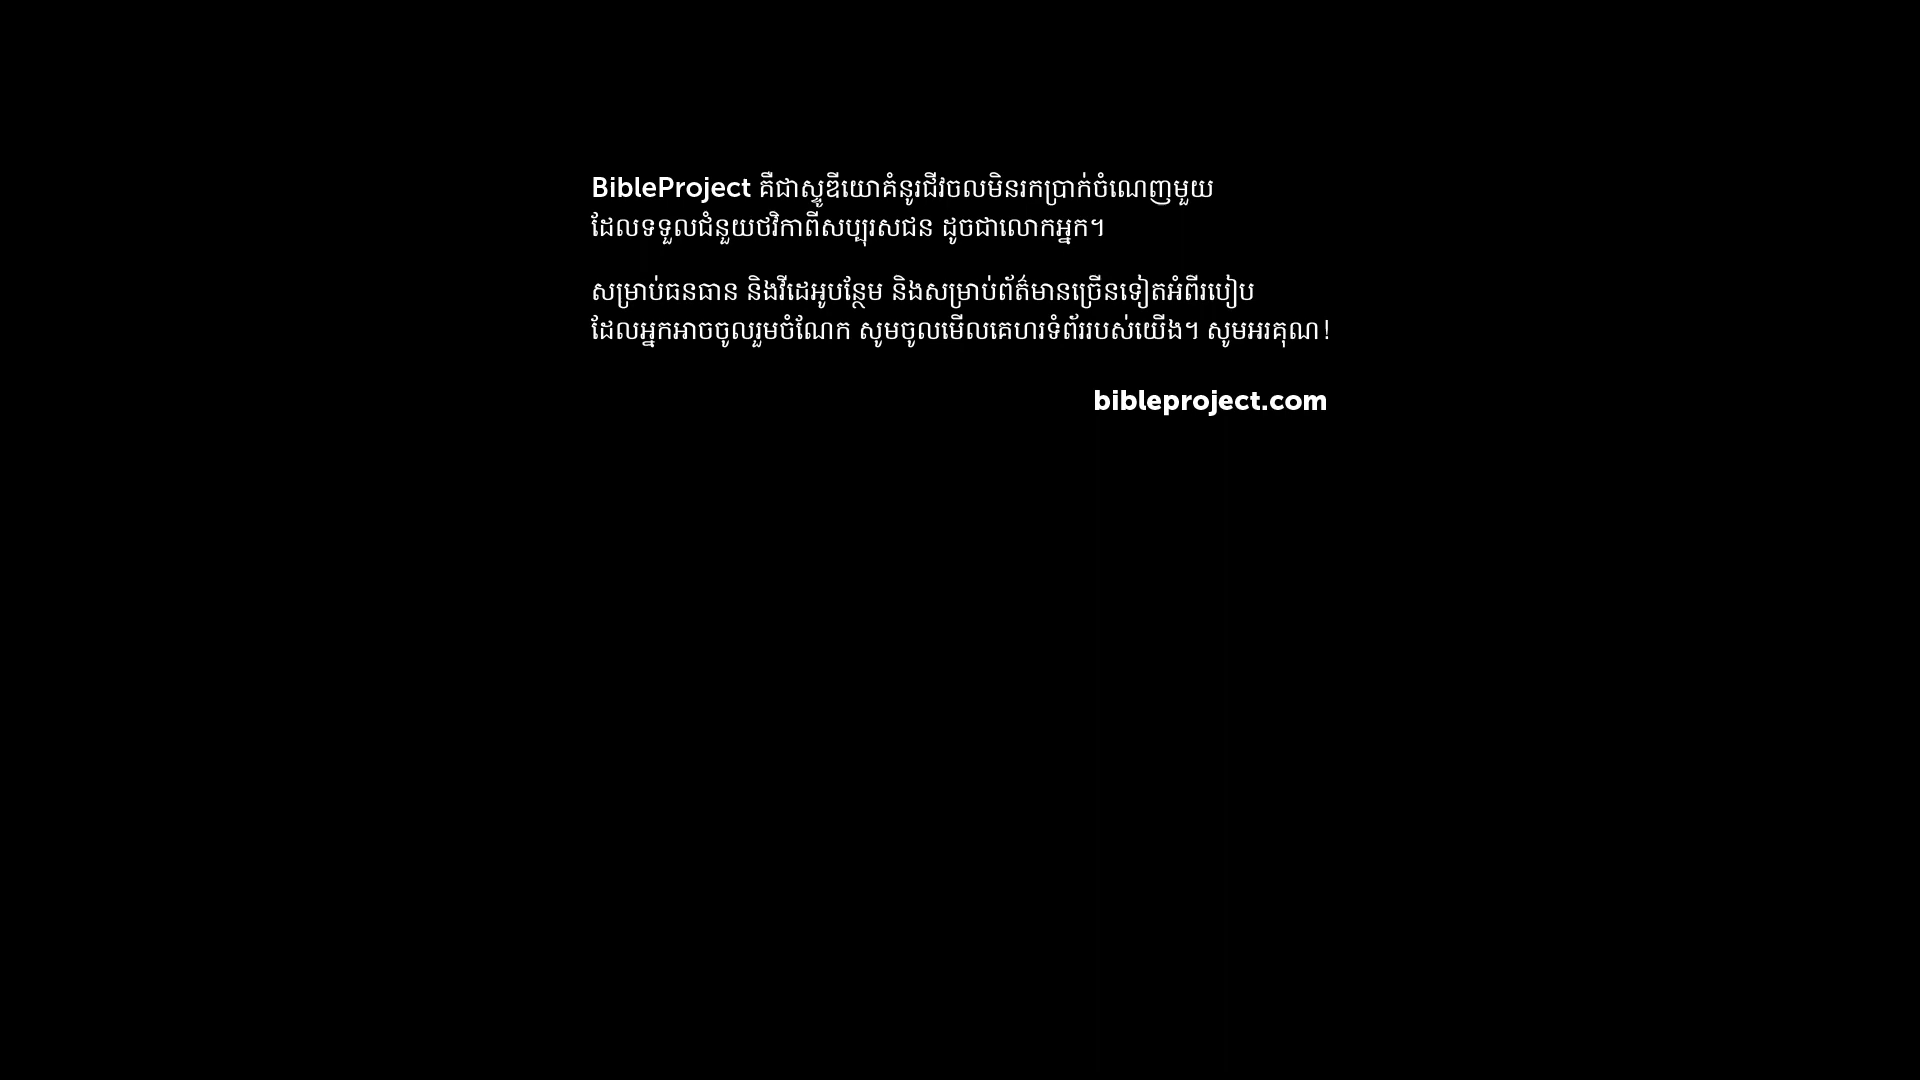 BibleProject គឺជាស្ទូឌីយោគំនូរជីវចលមិនរកប្រាក់ចំណេញមួយ
ដែលទទួលជំនួយថវិកាពីសប្បុរសជន ដូចជាលោកអ្នក។
សម្រាប់ធនធាន និងវីដេអូបន្ថែម និងសម្រាប់ព័ត៌មានច្រើនទៀតអំពីរបៀប
ដែលអ្នកអាចចូលរួមចំណែក សូមចូលមើលគេហរទំព័ររបស់យើង។ សូមអរគុណ!
bibleproject.com